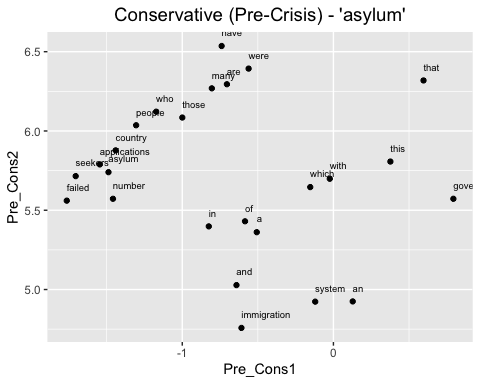 Conservative (Pre-Crisis) - 'asylum'
have
6.5
were
that
are
many
who
those
people
6.0
country
this
applications
asylum
seekers
with
which
failed
number
gove
5.5
in
of
a
and
5.0
system
an
immigration
-1
0
Pre_Cons1
Pre_Cons2